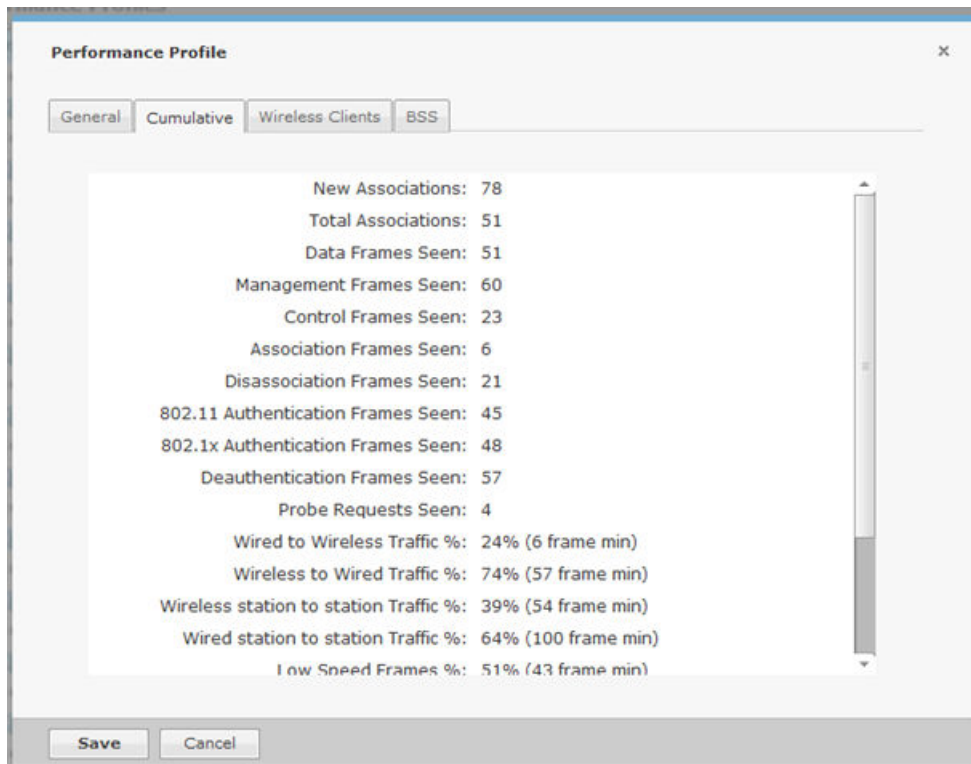 Performance Profile
×
General Cumulative Wireless Clients BSS
New Associations: 78
Total Associations: 51
Data Frames Seen: 51
Management Frames Seen: 60
Control Frames Seen: 23
Association Frames Seen: 6
Disassociation Frames Seen: 21
802.11 Authentication Frames Seen: 45
802.1x Authentication Frames Seen: 48
Deauthentication Frames Seen: 57
Probe Requests Seen: 4
Wired to Wireless Traffic %: 24% (6 frame min)
Wireless to Wired Traffic %: 74% (57 frame min)
Wireless station to station Traffic %: 39% (54 frame min)
Wired station to station Traffic %: 64% (100 frame min)
Low Speed Frames %: 51% (43 frame min)
Save Cancel